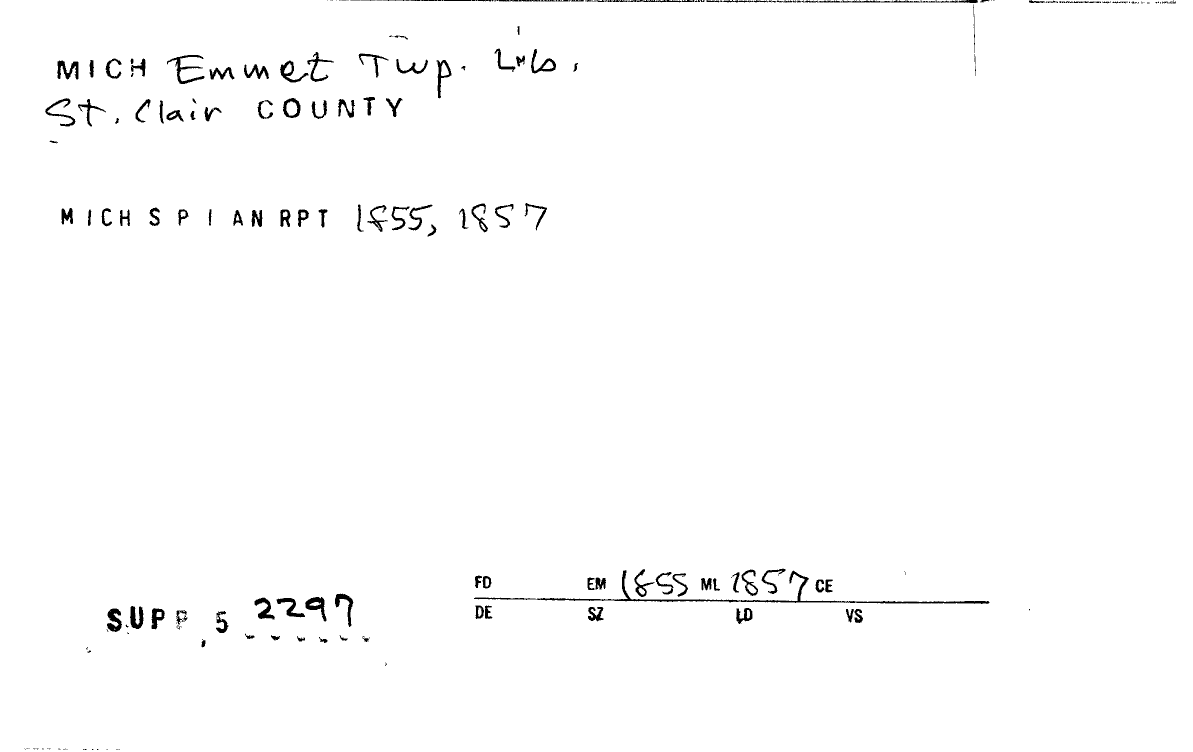 MICH Emmet Twp. Lib.
St. Clair COUNTY
MICH S P I AN RPT 1855, 1857
FD EM 1855 ML 1857 CE
DE SZ LD VS
SUPP, 5 2297